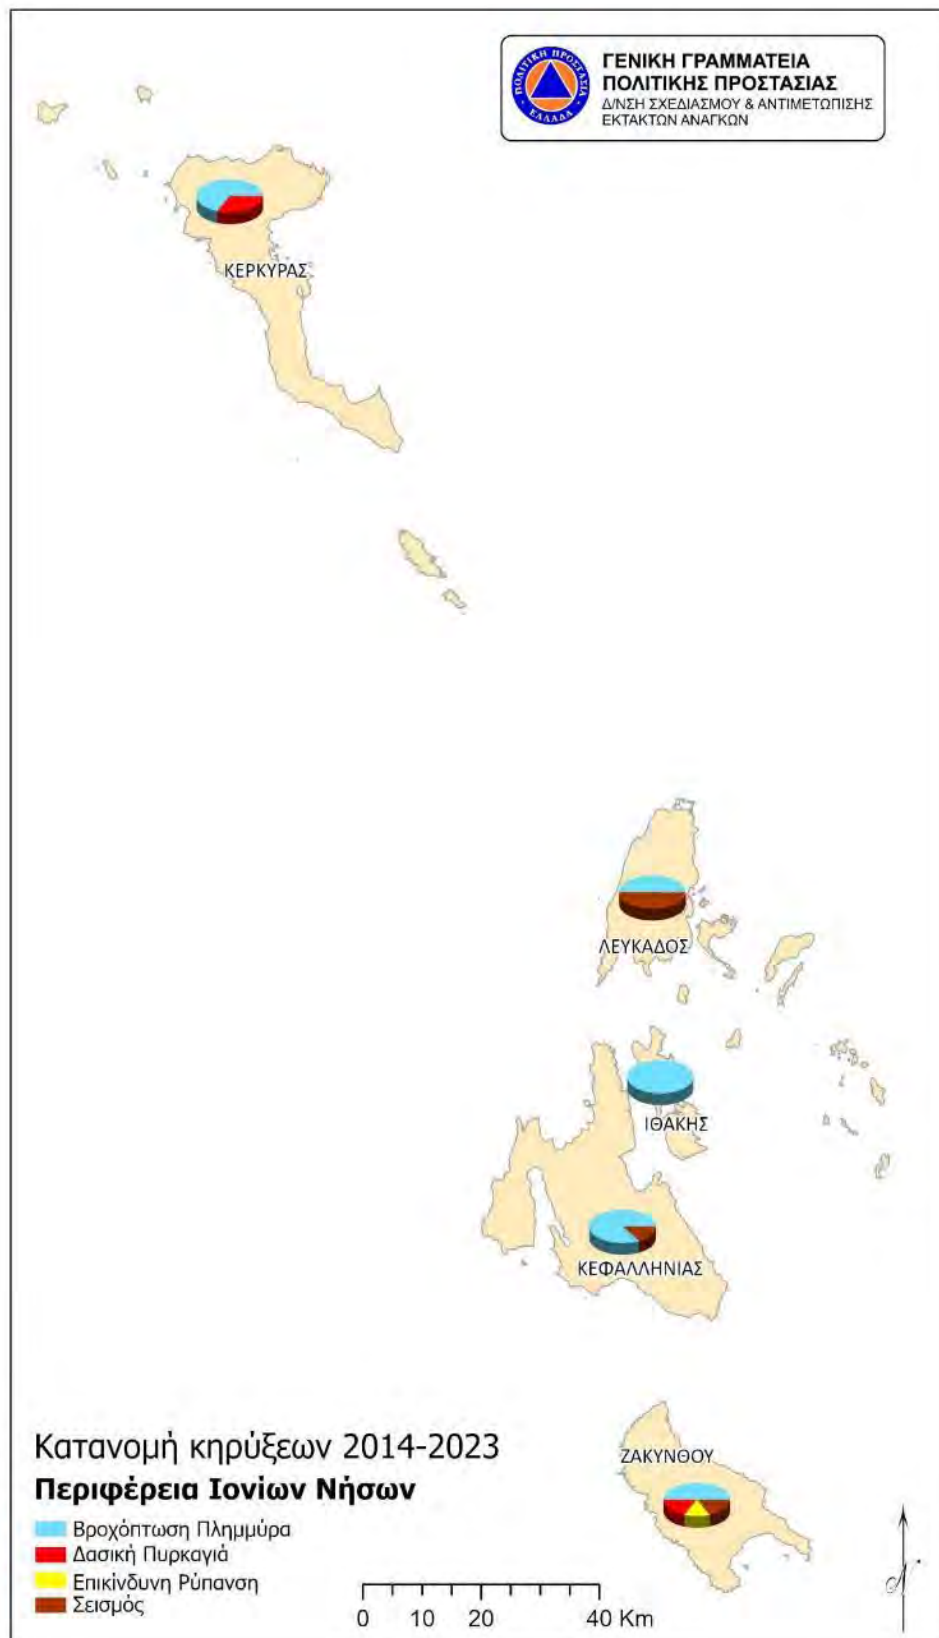 ΓΕΝΙΚΗ ΓΡΑΜΜΑΤΕΙΑ
ΠΟΛΙΤΙΚΗΣ ΠΡΟΣΤΑΣΙΑΣ
Δ/ΝΣΗ ΣΧΕΔΙΑΣΜΟΥ & ΑΝΤΙΜΕΤΩΠΙΣΗΣ
ΕΚΤΑΚΤΩΝ ΑΝΑΓΚΩΝ
ΠΟΛΙΤΙΚΗ ΠΡΟΣΤΑΣΙΑ
ΕΛΛΑΔΑ
ΚΕΡΚΥΡΑΣ
ΛΕΥΚΑΔΟΣ
ΙΘΑΚΗΣ
ΚΕΦΑΛΛΗΝΙΑΣ
ΖΑΚΥΝΘΟΥ
Κατανομή κηρύξεων 2014-2023
Περιφέρεια Ιονίων Νήσων
Βροχόπτωση Πλημμύρα
Δασική Πυρκαγιά
Επικίνδυνη Ρύπανση
Σεισμός
0 10 20 40 Km